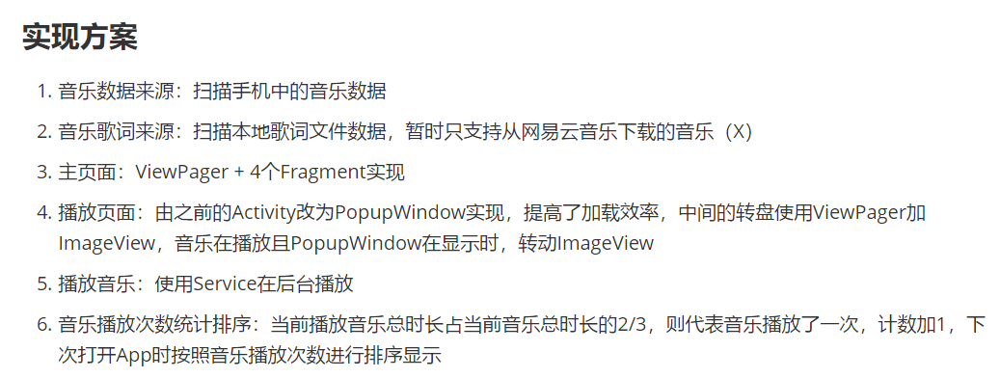 实现方案
1. 音乐数据来源：扫描手机中的音乐数据
2. 音乐歌词来源：扫描本地歌词文件数据，暂时只支持从网易云音乐下载的音乐（X）
3. 主页面：ViewPager + 4个Fragment实现
4. 播放页面：由之前的Activity改为PopupWindow实现，提高了加载效率，中间的转盘使用ViewPager加
ImageView，音乐在播放且PopupWindow在显示时，转动ImageView
5. 播放音乐：使用Service在后台播放
6. 音乐播放次数统计排序：当前播放音乐总时长占当前音乐总时长的2/3，则代表音乐播放了一次，计数加1，下
次打开App时按照音乐播放次数进行排序显示